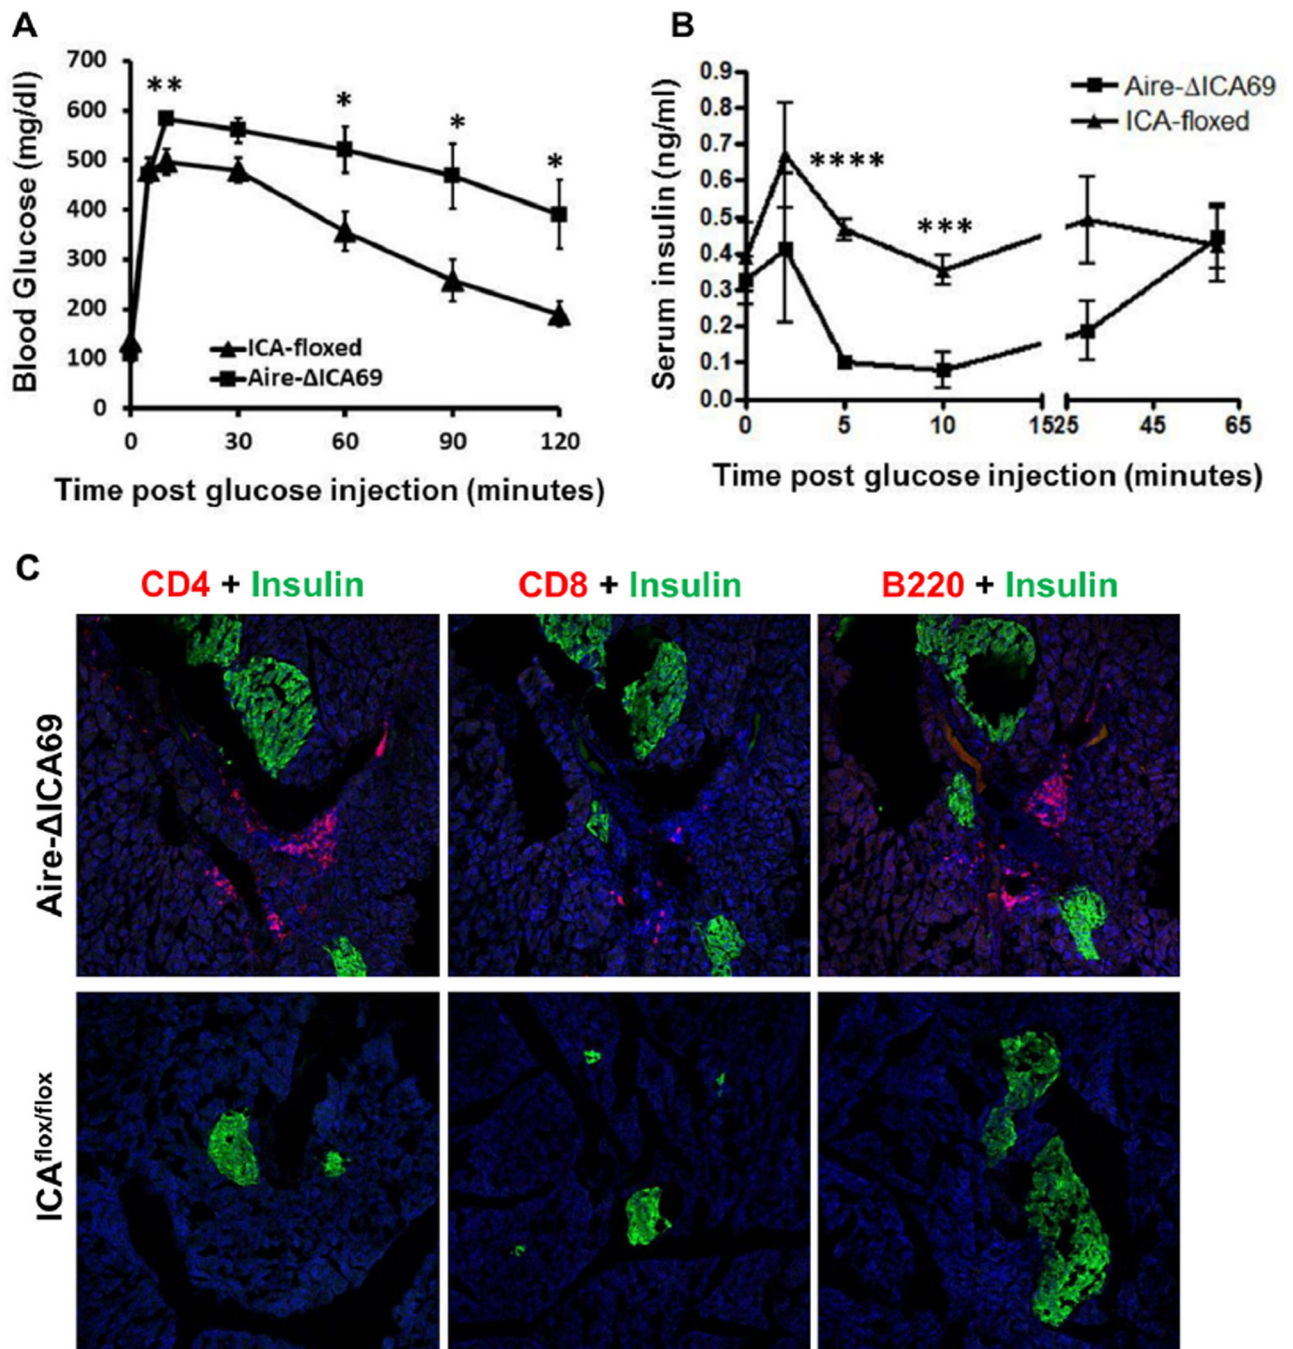 A
Blood Glucose (mg/dl)
700
600
500
400
300
200
100
0
**
*
*
*
ICA-floxed
Aire-ΔICA69
0 30 60 90 120
Time post glucose injection (minutes)
B
Serum insulin (ng/ml)
0.9
0.8
0.7
0.6
0.5
0.4
0.3
0.2
0.1
0.0
****
***
Aire-ΔICA69
ICA-floxed
0 5 10 15 25 45 65
Time post glucose injection (minutes)
C
CD4 + Insulin
CD8 + Insulin
B220 + Insulin
Aire-ΔICA69
ICAflox/flox